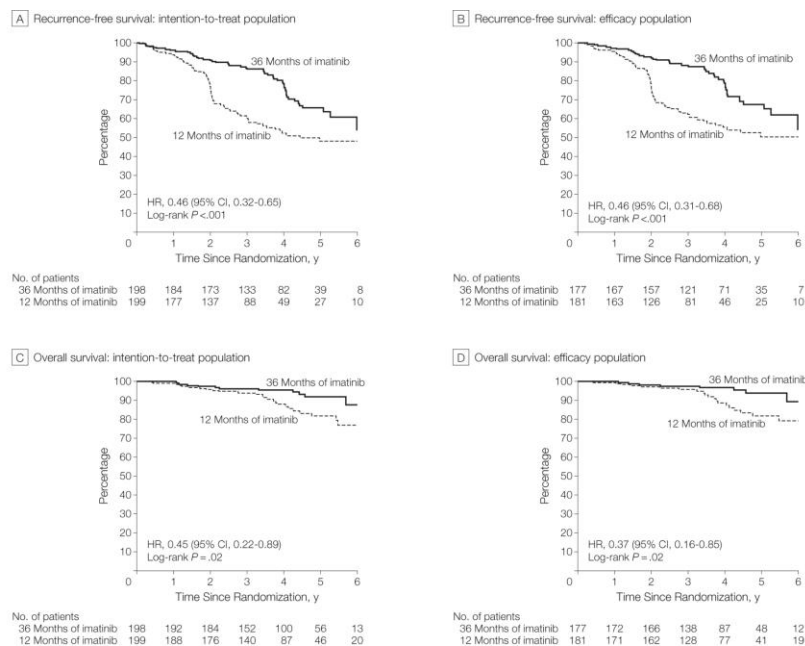 A Recurrence-free survival: intention-to-treat population
100
90
80
70
60
50
40
30
20
10
Percentage
36 Months of imatinib
12 Months of imatinib
HR, 0.46 (95% CI, 0.32-0.65)
Log-rank P<.001
0 1 2 3 4 5 6
Time Since Randomization, y
No. of patients
36 Months of imatinib 198 184 173 133 82 39 8
12 Months of imatinib 199 177 137 88 49 27 10
B Recurrence-free survival: efficacy population
100
90
80
70
60
50
40
30
20
10
Percentage
36 Months of imatinib
12 Months of imatinib
HR, 0.46 (95% CI, 0.31-0.68)
Log-rank P<.001
0 1 2 3 4 5 6
Time Since Randomization, y
No. of patients
36 Months of imatinib 177 167 157 121 71 35 7
12 Months of imatinib 181 163 126 81 46 25 10
C Overall survival: intention-to-treat population
100
90
80
70
60
50
40
30
20
10
Percentage
36 Months of imatinib
12 Months of imatinib
HR, 0.45 (95% CI, 0.22-0.89)
Log-rank P=.02
0 1 2 3 4 5 6
Time Since Randomization, y
No. of patients
36 Months of imatinib 198 192 184 152 100 56 13
12 Months of imatinib 199 188 176 140 87 46 20
D Overall survival: efficacy population
100
90
80
70
60
50
40
30
20
10
Percentage
36 Months of imatinib
12 Months of imatinib
HR, 0.37 (95% CI, 0.16-0.85)
Log-rank P=.02
0 1 2 3 4 5 6
Time Since Randomization, y
No. of patients
36 Months of imatinib 177 172 166 138 87 48 12
12 Months of imatinib 181 171 162 128 77 41 19